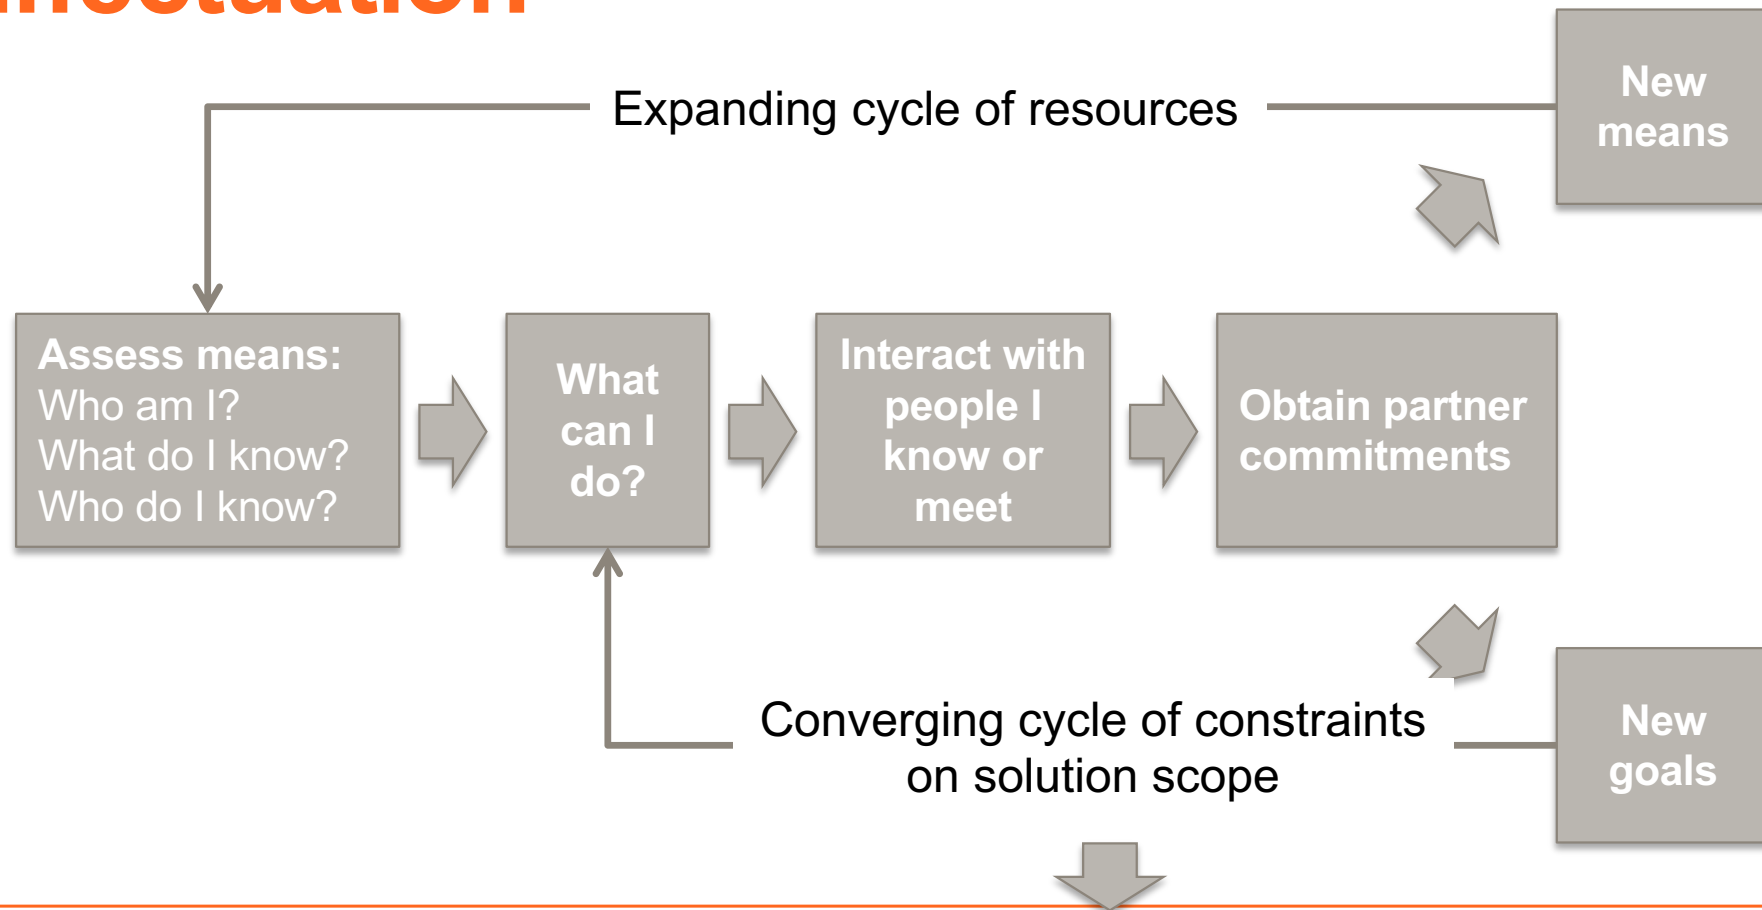 New
means
Expanding cycle of resources
Assess means:
Who am I?
What do I know?
Who do I know?
What
can I
do?
Interact with
people I
know or
meet
Obtain partner
commitments
Converging cycle of constraints
on solution scope
New
goals